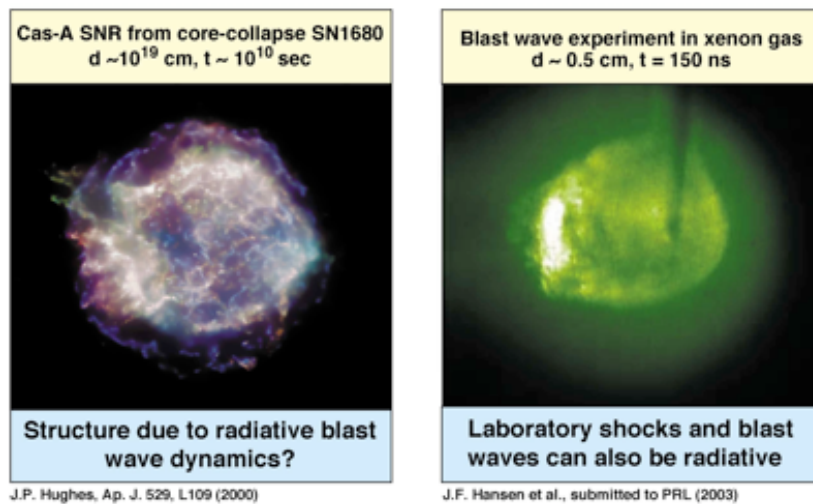 Cas-A SNR from core-collapse SN1680
d ~10¹⁹ cm, t ~ 10¹⁰ sec
Structure due to radiative blast
wave dynamics?
J.P. Hughes, Ap. J. 529, L109 (2000)
Blast wave experiment in xenon gas
d ~ 0.5 cm, t = 150 ns
Laboratory shocks and blast
waves can also be radiative
J.F. Hansen et al., submitted to PRL (2003)